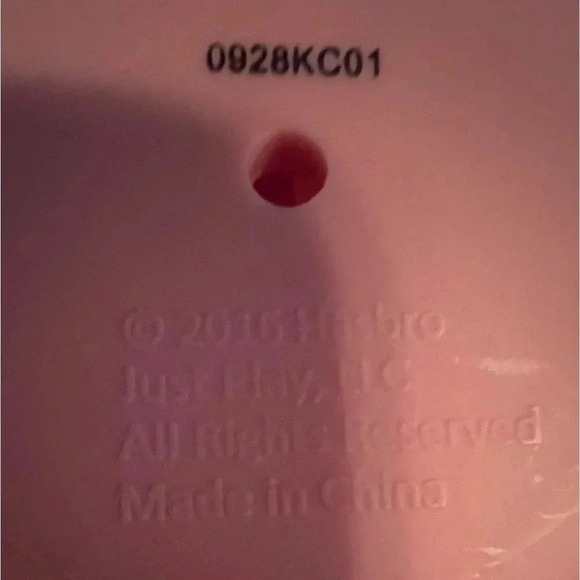 0928KC01
© 2016 Hasbro
Just Play, LLC
All Rights Reserved
Made in China